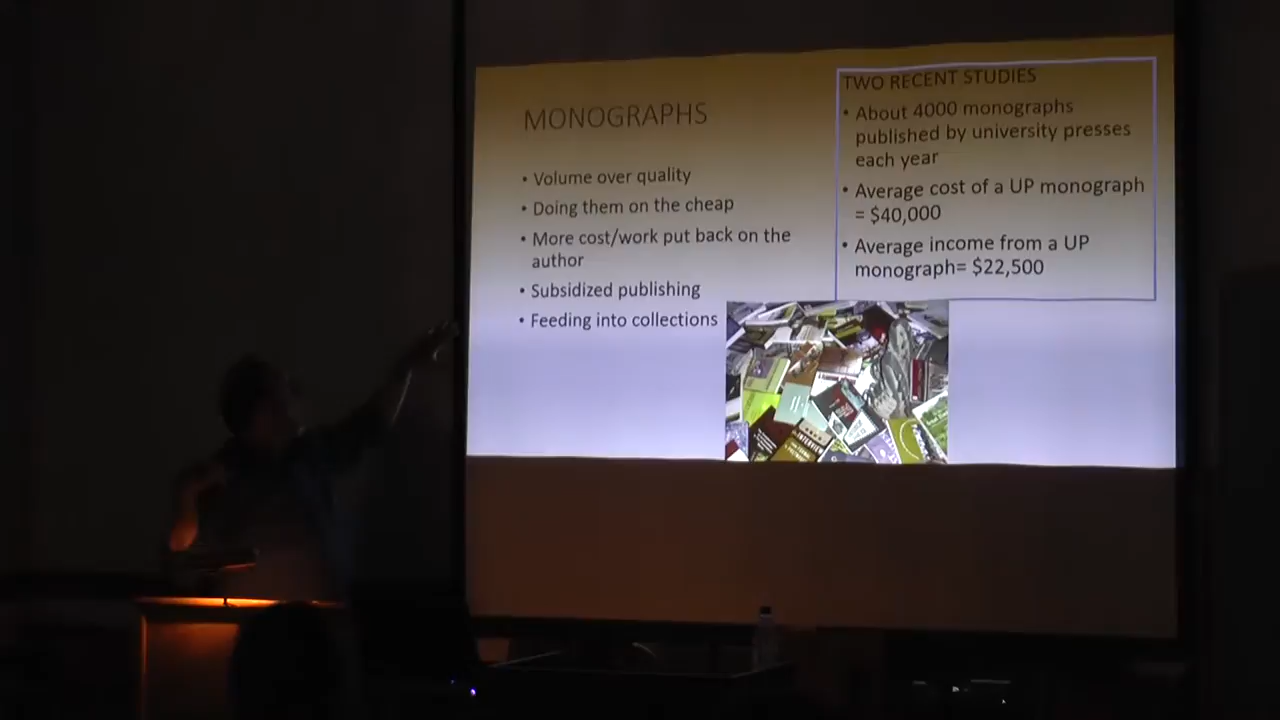 MONOGRAPHS
• Volume over quality
• Doing them on the cheap
• More cost/work put back on the
author
• Subsidized publishing
• Feeding into collections
TWO RECENT STUDIES
• About 4000 monographs
published by university presses
each year
• Average cost of a UP monograph
= $40,000
• Average income from a UP
monograph= $22,500
INTERVIEW